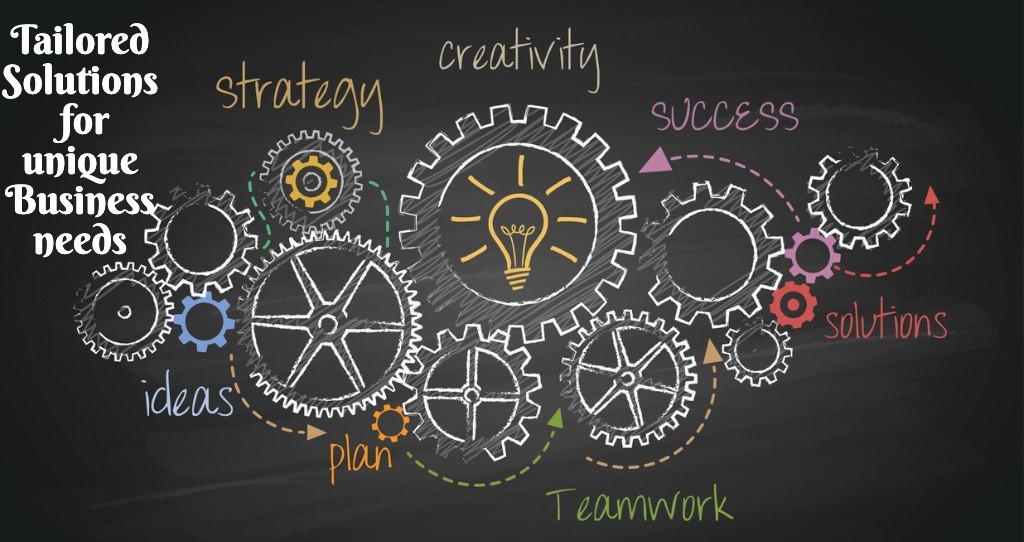 Tailored
Solutions
for
unique
Business
needs
strategy
creativity
SUCCESS
solutions
ideas
plan
Teamwork